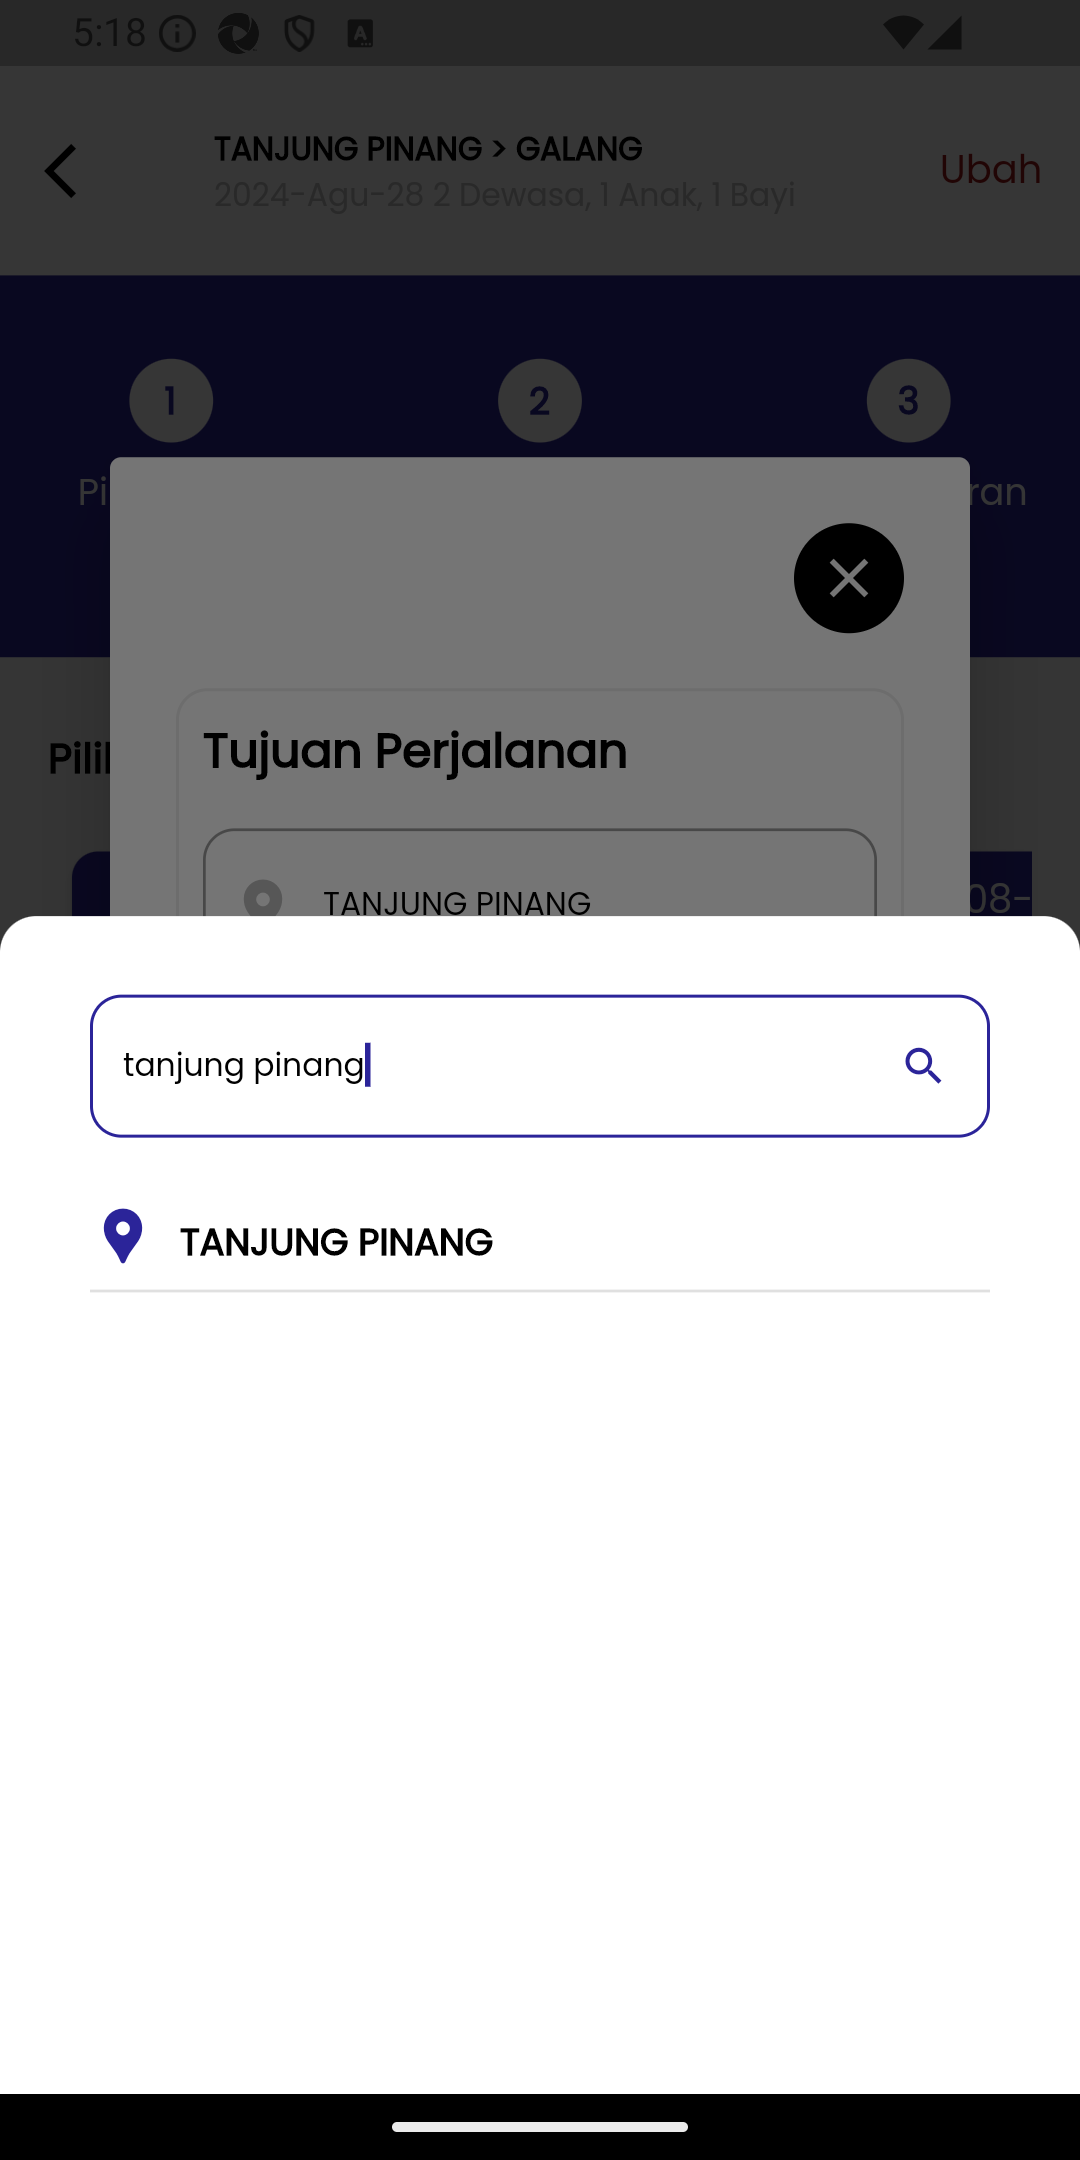 5:18
TANJUNG PINANG > GALANG
2024-Agu-28 2 Dewasa, 1 Anak, 1 Bayi
Ubah
1
2
3
Pi
ran
Tujuan Perjalanan
Pili
TANJUNG PINANG
08-
tanjung pinang
TANJUNG PINANG